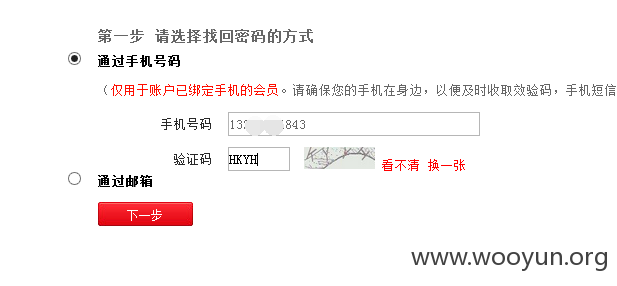 第一步 请选择找回密码的方式
通过手机号码
（仅用于账户已绑定手机的会员。请确保您的手机在身边，以便及时收取效验码，手机短信
手机号码 132 1843
验证码 HKYH 看不清 换一张
通过邮箱
下一步
www.wooyun.org